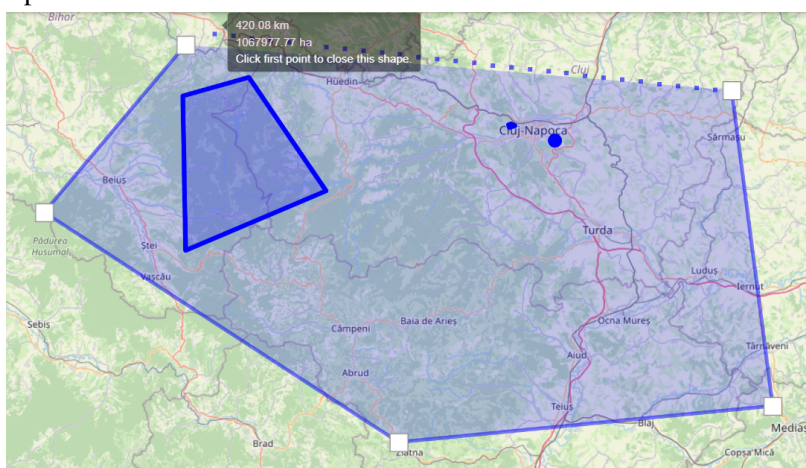 Bihor
420.08 km
1067977.77 ha
Click first point to close this shape.
Huedin
Cluj
Cluj-Napoca
Sărmașu
Beiuș
Pădurea
Husumal
Ștei
Turda
Vașcău
Luduș
Iernut
Sebis
Câmpeni
Baia de Arieș
Ocna Mureș
Târnăveni
Abrud
Aiud
Teiuș
Blaj
Mediaș
Brad
Zlatna
Copșa Mică